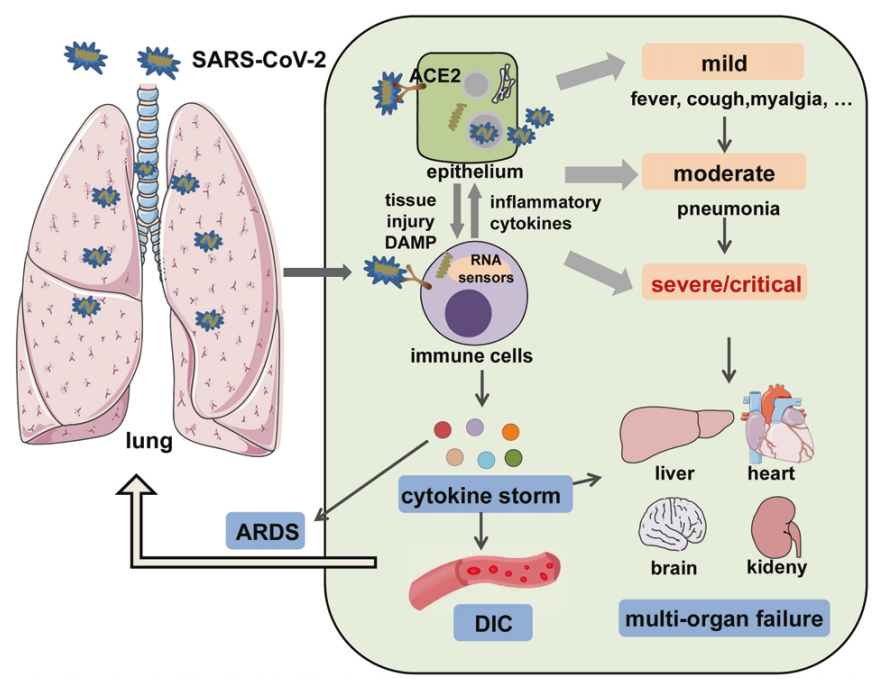 SARS-CoV-2
lung
ACE2
epithelium
tissue
injury
DAMP
inflammatory
cytokines
RNA
sensors
immune cells
cytokine storm
ARDS
DIC
mild
fever, cough,myalgia, ...
moderate
pneumonia
severe/critical
liver
heart
brain
kideny
multi-organ failure